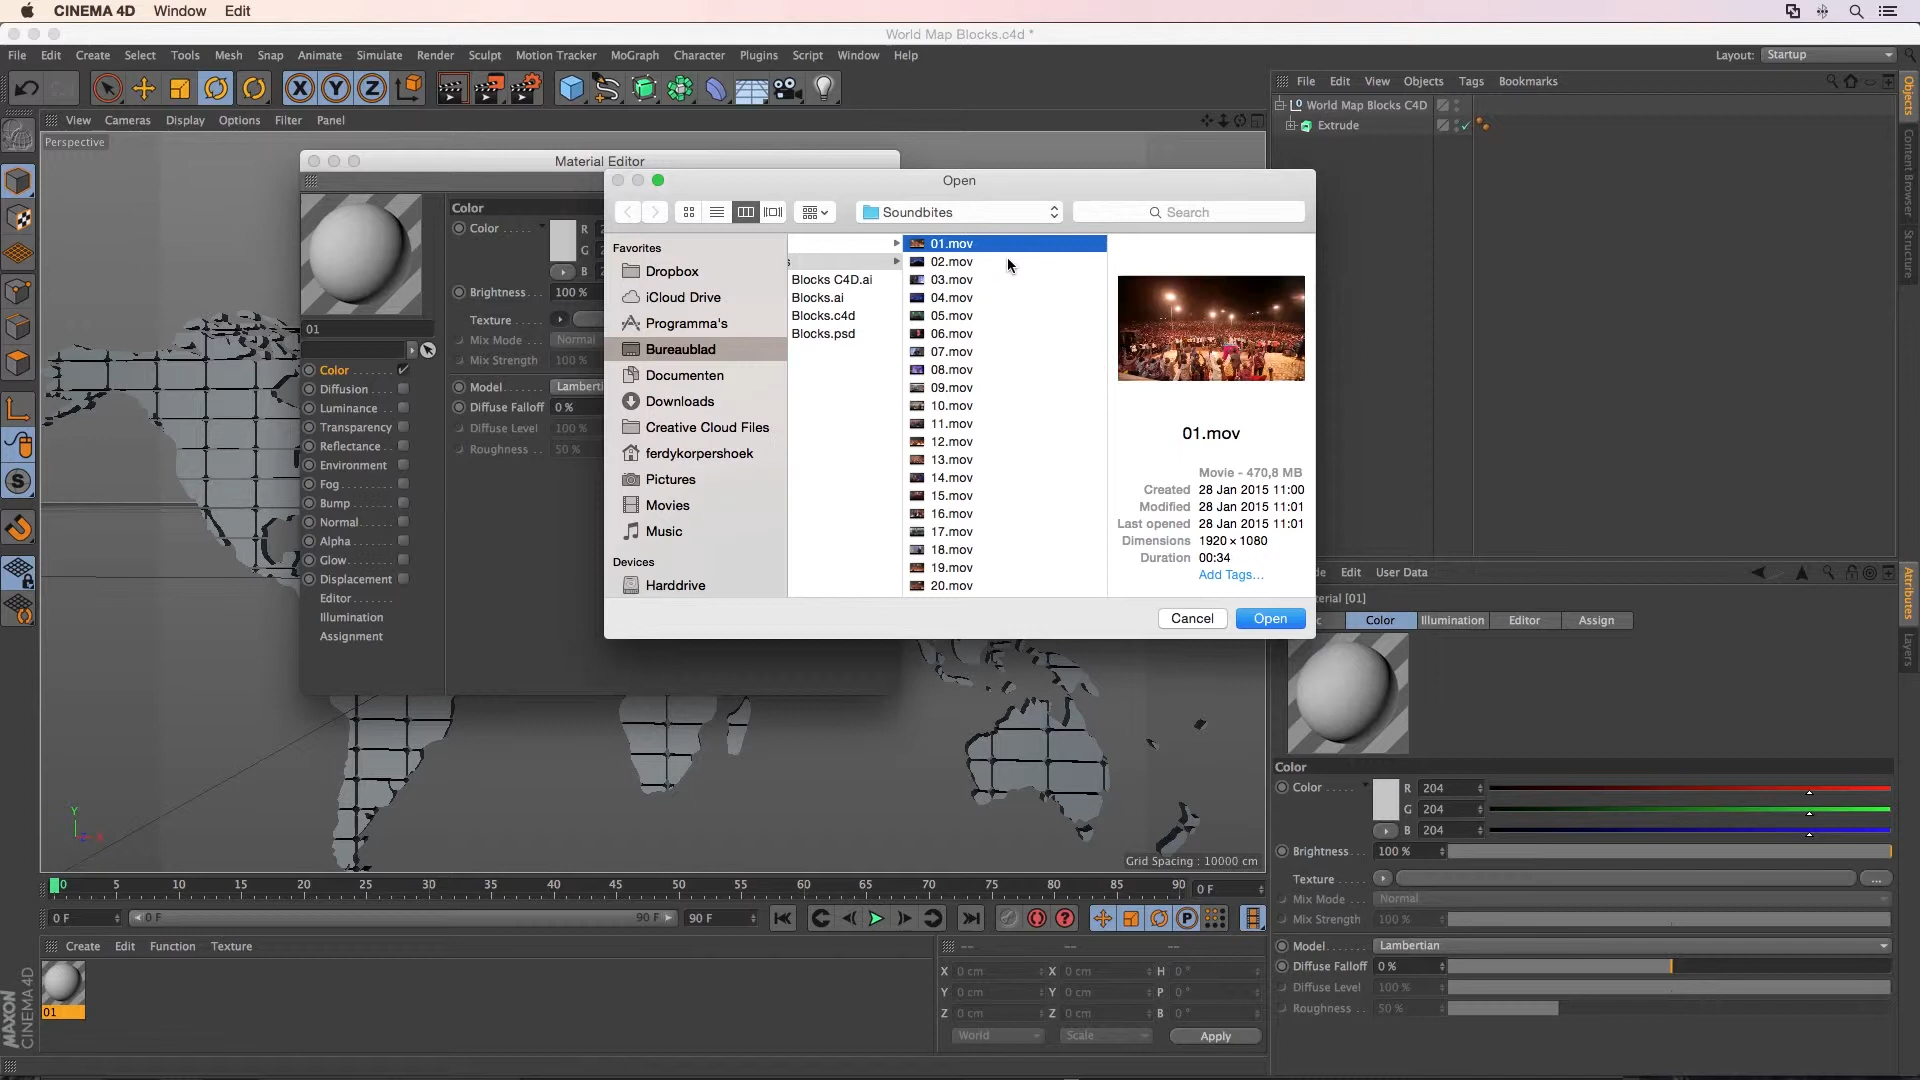 CINEMA 4D Window Edit
World Map Blocks.c4d *
File Edit Create Select Tools Mesh Snap Animate Simulate Render Sculpt Motion Tracker MoGraph Character Plugins Script Window Help
Layout: Startup
File Edit View Objects Tags Bookmarks
World Map Blocks C4D
Extrude
Objects
Content Browser
Structure
View Cameras Display Options Filter Panel
Perspective
Material Editor
01
Color
Diffusion
Luminance
Transparency
Reflectance
Environment
Fog
Bump
Normal
Alpha
Glow
Displacement
Editor
Illumination
Assignment
Color
Color R
G
B
Brightness 100 %
Texture
Mix Mode Normal
Mix Strength 100 %
Model Lamberti
Diffuse Falloff 0 %
Diffuse Level 100 %
Roughness 50 %
Open
Soundbites
Search
Favorites
Dropbox
iCloud Drive
Programma's
Bureaublad
Documenten
Downloads
Creative Cloud Files
ferdykorpershoek
Pictures
Movies
Music
Devices
Harddrive
Blocks C4D.ai
Blocks.ai
Blocks.c4d
Blocks.psd
01.mov
02.mov
03.mov
04.mov
05.mov
06.mov
07.mov
08.mov
09.mov
10.mov
11.mov
12.mov
13.mov
14.mov
15.mov
16.mov
17.mov
18.mov
19.mov
20.mov
01.mov
Movie - 470,8 MB
Created 28 Jan 2015 11:00
Modified 28 Jan 2015 11:01
Last opened 28 Jan 2015 11:01
Dimensions 1920 × 1080
Duration 00:34
Add Tags…
Cancel Open
Edit User Data
[01]
Color Illumination Editor Assign
Attributes
Layers
Color
Color R 204
G 204
B 204
Brightness 100 %
Texture ...
Mix Mode Normal
Mix Strength 100 %
Model Lambertian
Diffuse Falloff 0 %
Diffuse Level 100 %
Roughness 50 %
Y
Z X
Grid Spacing : 10000 cm
0 5 10 15 20 25 30 35 40 45 50 55 60 65 70 75 80 85 90 0 F
0 F 0 F 90 F 90 F
Create Edit Function Texture
01
-- -- --
X 0 cm X 0 cm H 0 °
Y 0 cm Y 0 cm P 0 °
Z 0 cm Z 0 cm B 0 °
World Scale Apply
MAXON
CINEMA 4D